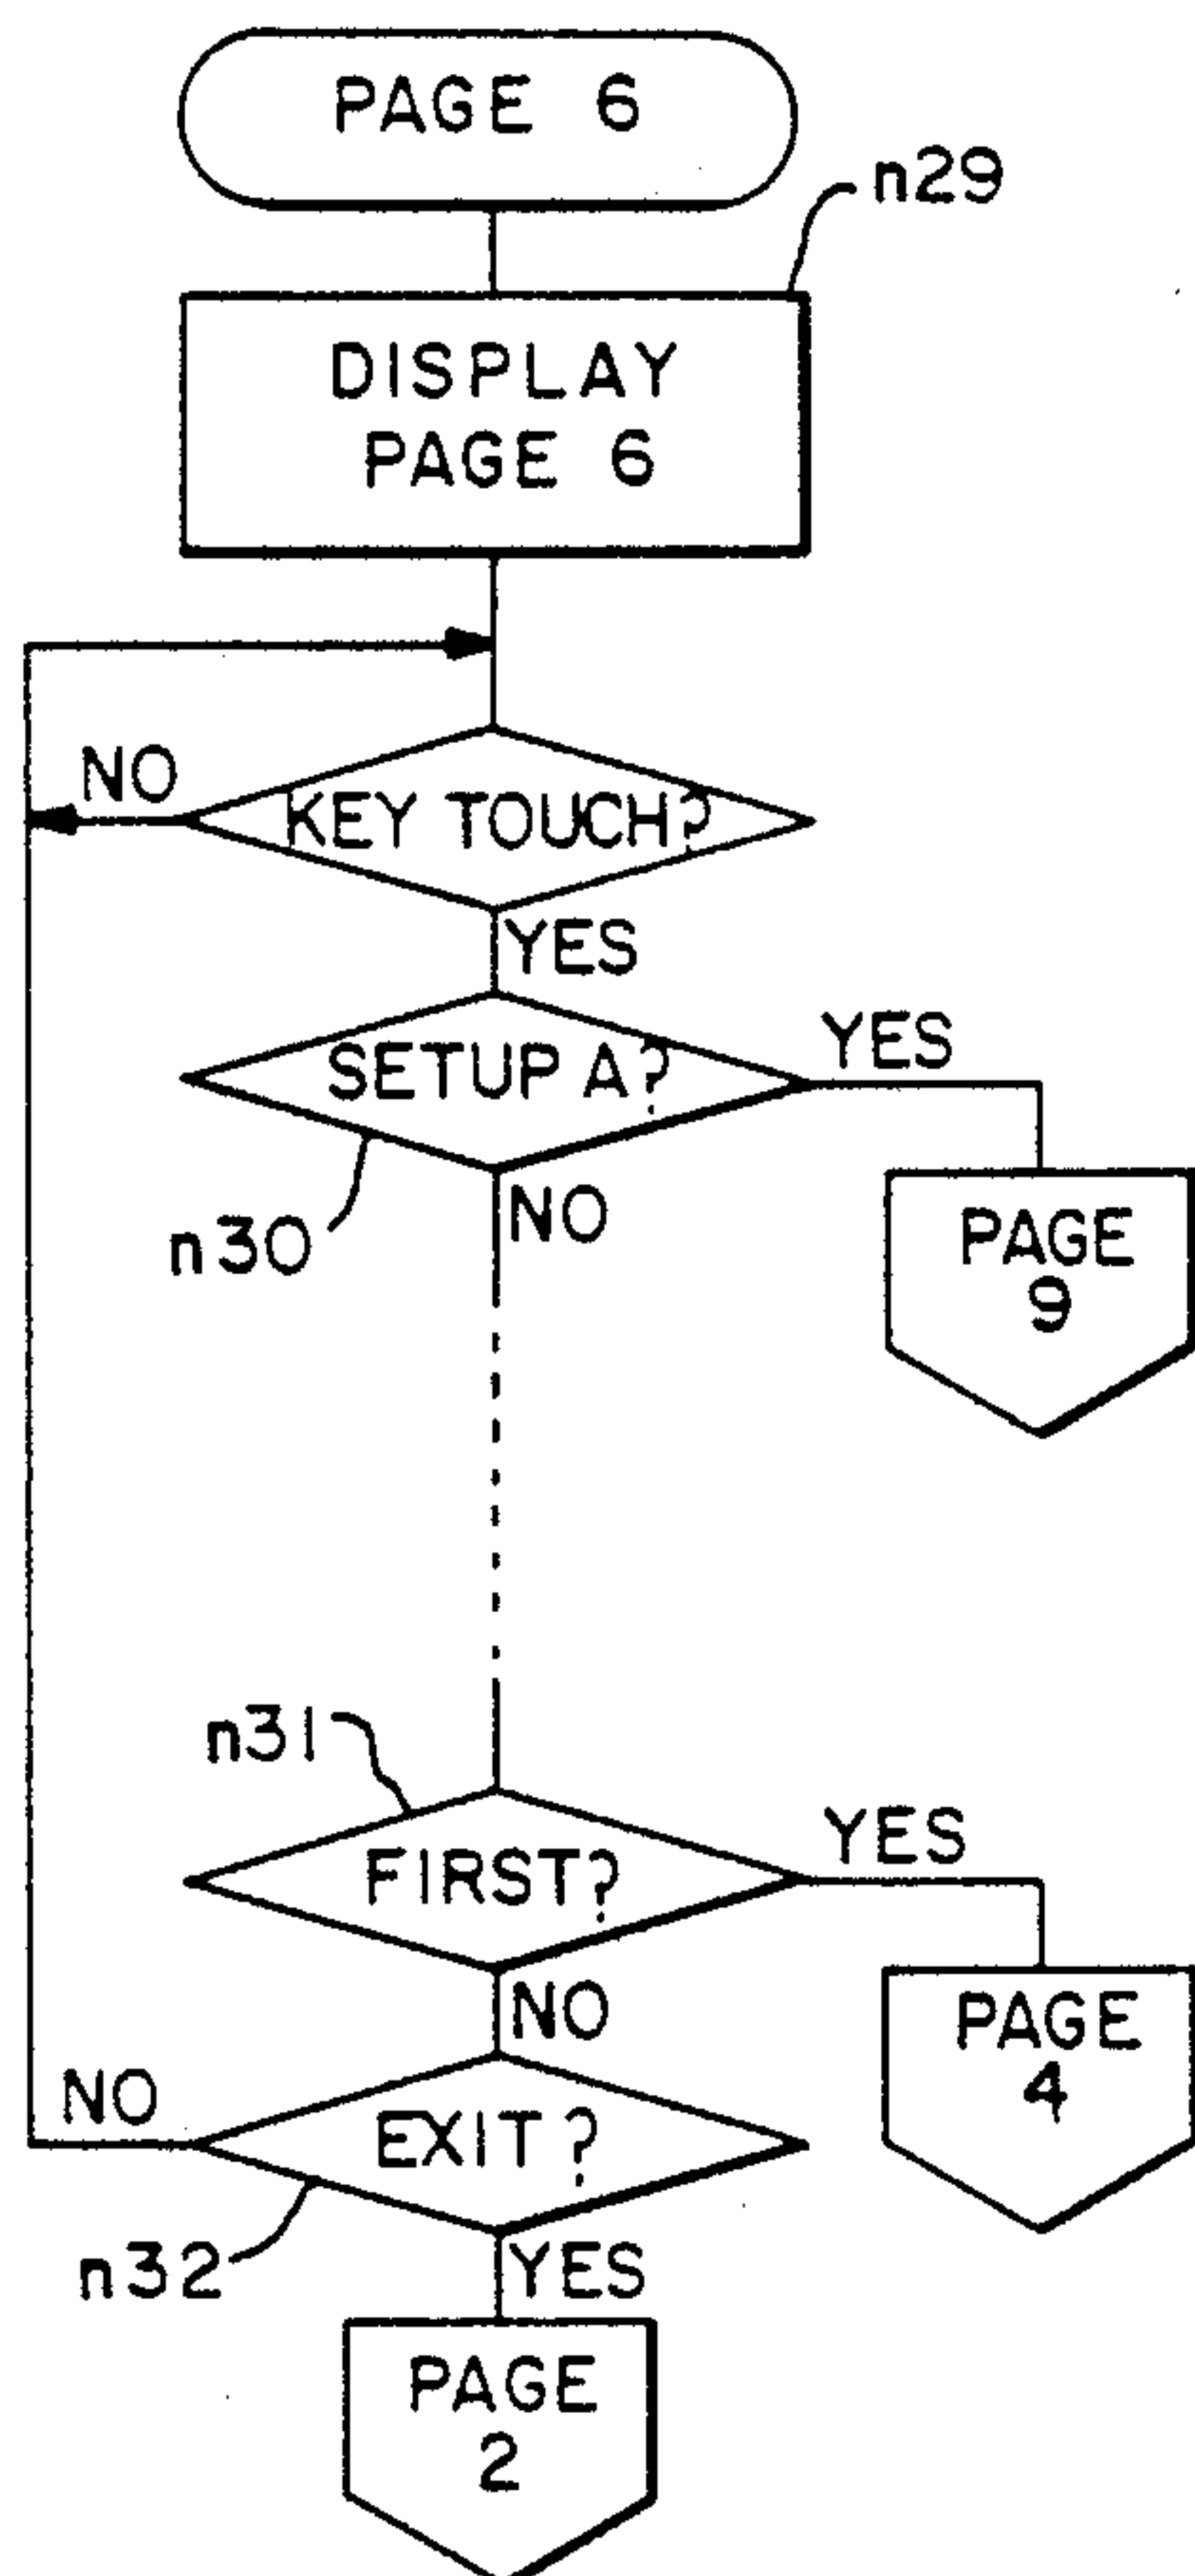 PAGE 6
n29
DISPLAY
PAGE 6
NO
KEY TOUCH?
YES
SETUP A?
YES
n30
NO
PAGE
9
n31
FIRST?
YES
NO
PAGE
4
NO
EXIT?
n32
YES
PAGE
2